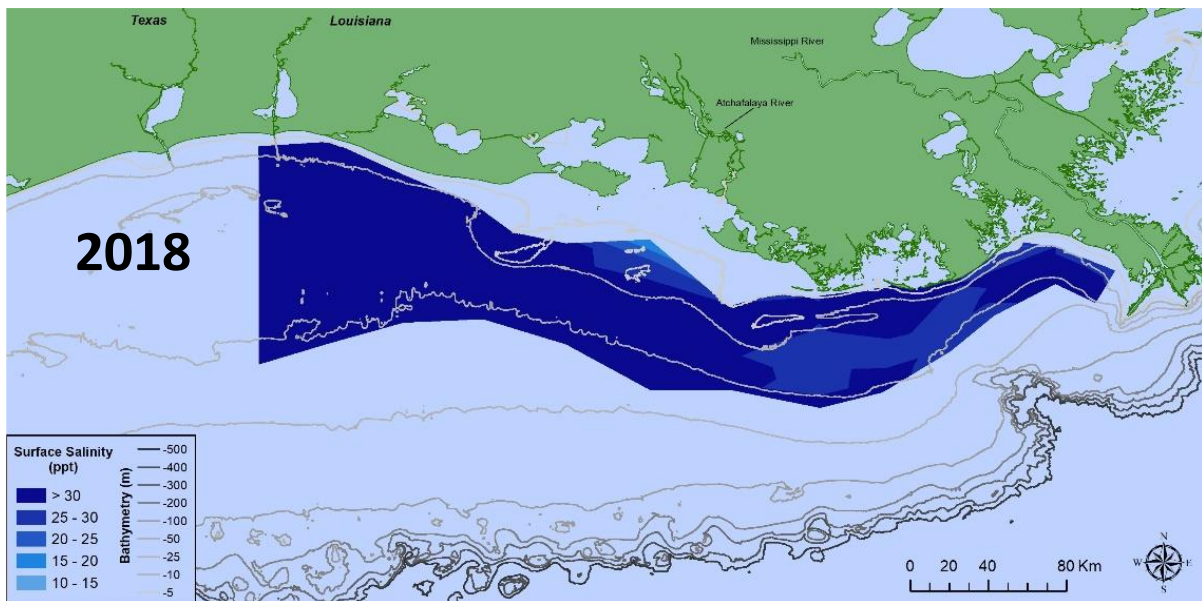 Texas
Louisiana
Mississippi River
Atchafalaya River
2018
Surface Salinity
(ppt)
> 30
25 - 30
20 - 25
15 - 20
10 - 15
Bathymetry (m)
-500
-400
-300
-200
-100
-50
-25
-10
-5
0 20 40 80 Km
N
W E
S